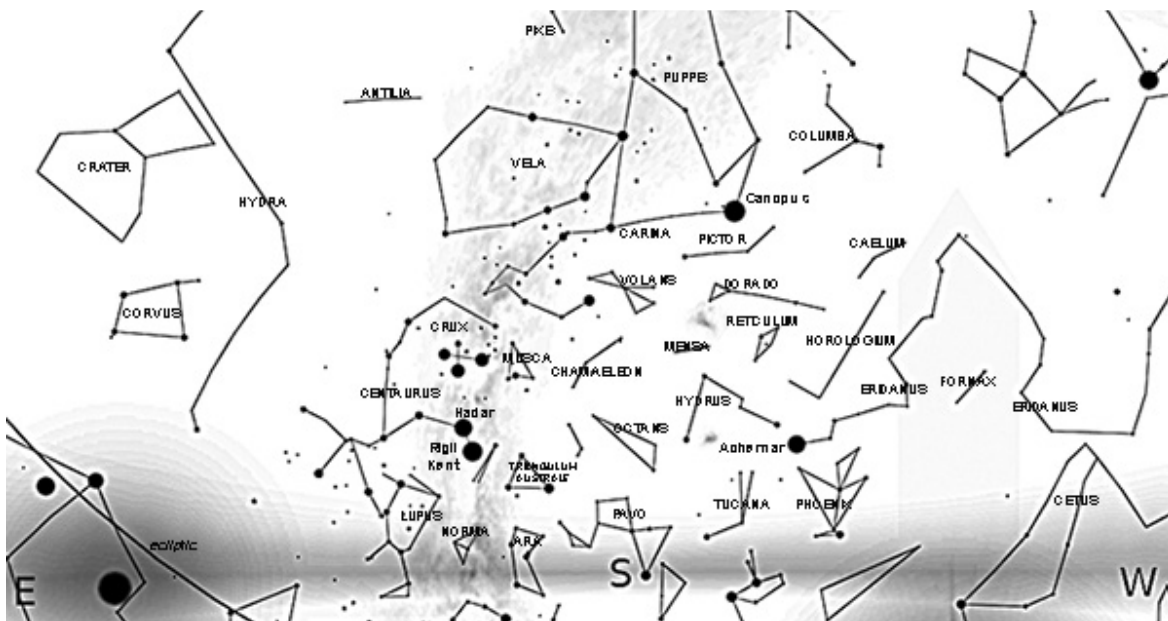 PIXIS
PUPPIS
ANTILIA
COLUMBA
VELA
CRATER
HYDRA
Canopus
CARINA
PICTOR
CAELUM
VOLANS
DORADO
CORVUS
RETICULUM
CRUX
MENSA
HOROLOGIUM
MUSCA
CHAMAELEON
CENTAURUS
HYDRUS
ERIDANUS
FORNAX
ERIDANUS
Hadar
OCTANS
Rigil
Kent
Achernar
TRIANGULUM
AUSTRALE
TUCANA
PHOENIX
CETUS
LUPUS
PAVO
NORMA
ARA
ecliptic
E
S
W